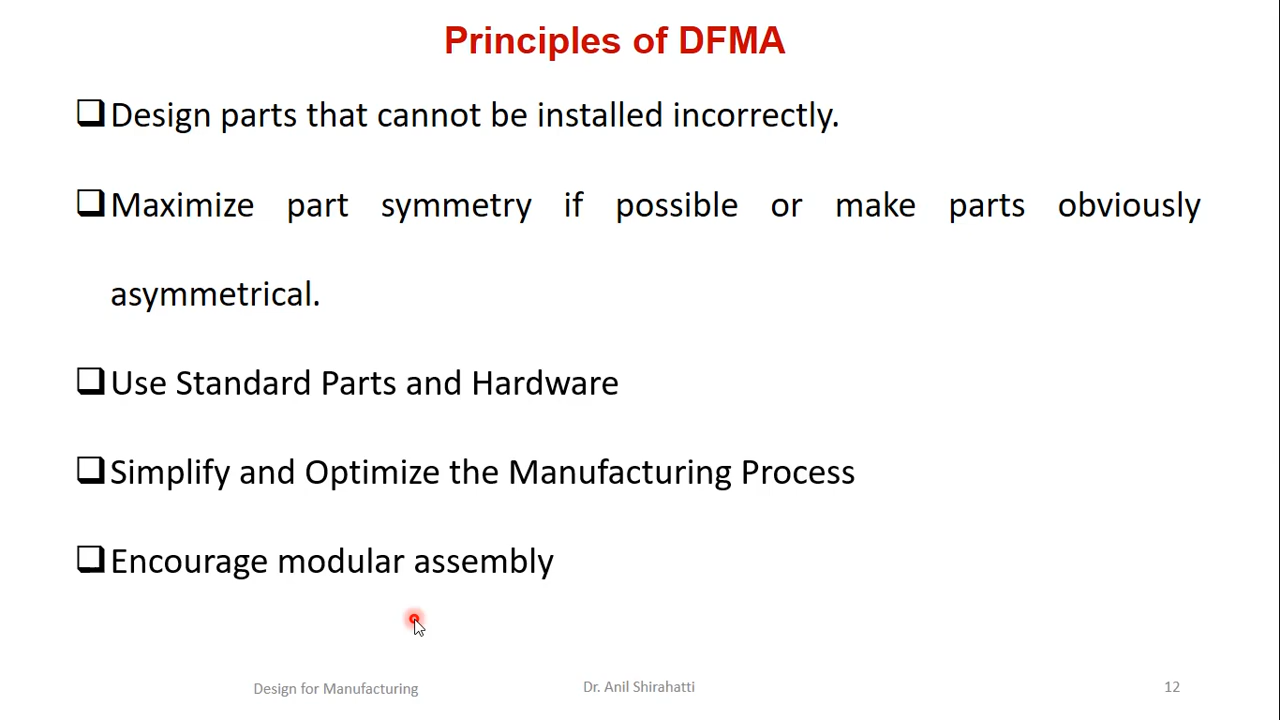 Principles of DFMA
❑Design parts that cannot be installed incorrectly.
❑Maximize part symmetry if possible or make parts obviously
asymmetrical.
❑Use Standard Parts and Hardware
❑Simplify and Optimize the Manufacturing Process
❑Encourage modular assembly
Design for Manufacturing
Dr. Anil Shirahatti
12